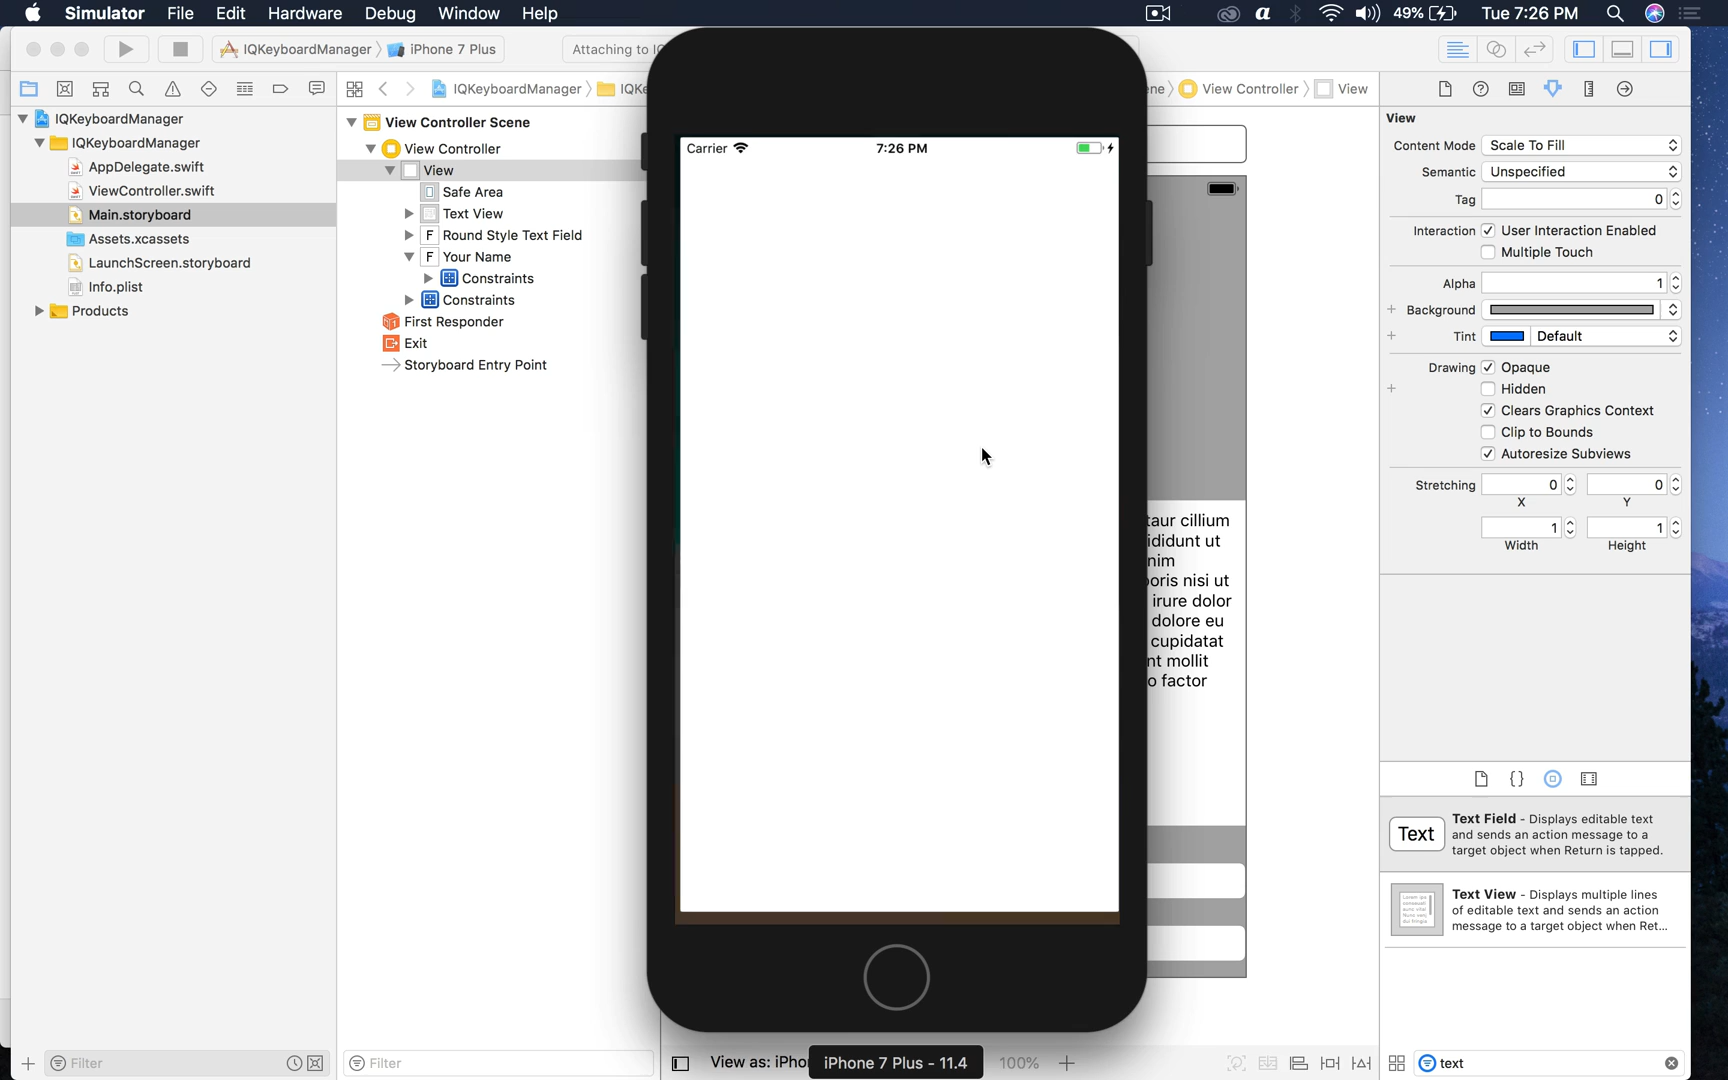 Simulator File Edit Hardware Debug Window Help 49% Tue 7:26 PM
IQKeyboardManager iPhone 7 Plus Attaching to IQ
IQKeyboardManager IQKe ne View Controller View
IQKeyboardManager
IQKeyboardManager
AppDelegate.swift
ViewController.swift
Main.storyboard
Assets.xcassets
LaunchScreen.storyboard
Info.plist
Products
Filter
View Controller Scene
View Controller
View
Safe Area
Text View
F Round Style Text Field
F Your Name
Constraints
Constraints
First Responder
Exit
Storyboard Entry Point
Filter
Carrier 7:26 PM
taur cillium
ididunt ut
nim
oris nisi ut
irure dolor
dolore eu
cupidatat
nt mollit
o factor
View as: iPho iPhone 7 Plus - 11.4 100%
View
Content Mode Scale To Fill
Semantic Unspecified
Tag 0
Interaction User Interaction Enabled
Multiple Touch
Alpha 1
Background
Tint Default
Drawing Opaque
Hidden
Clears Graphics Context
Clip to Bounds
Autoresize Subviews
Stretching 0 0
X Y
1 1
Width Height
Text Text Field - Displays editable text
and sends an action message to a
target object when Return is tapped.
Text View - Displays multiple lines
of editable text and sends an action
message to a target object when Ret...
text